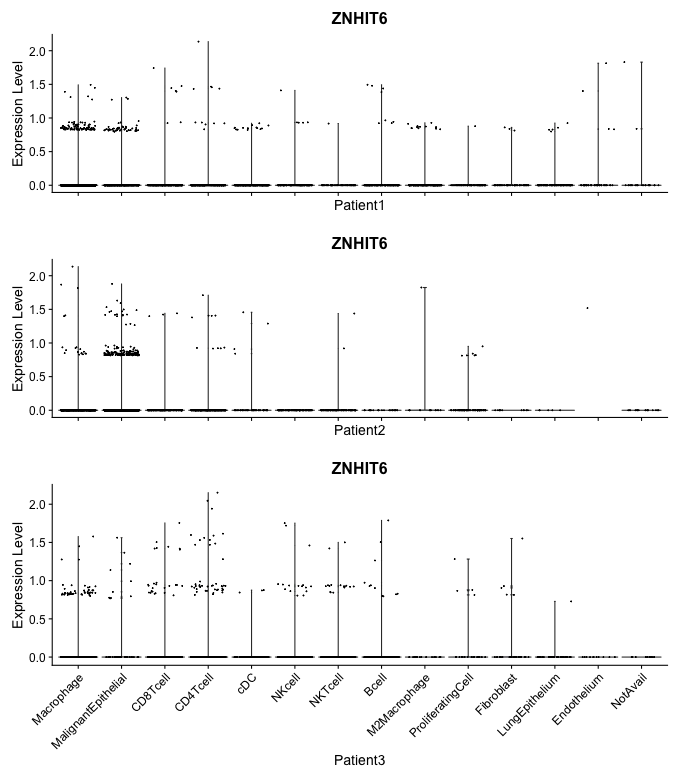 ZNHIT6
Expression Level
2.0
1.5
1.0
0.5
0.0
Patient1
ZNHIT6
Expression Level
2.0
1.5
1.0
0.5
0.0
Patient2
ZNHIT6
Expression Level
2.0
1.5
1.0
0.5
0.0
Macrophage
MalignantEpithelial
CD8Tcell
CD4Tcell
cDC
NKcell
NKTcell
Bcell
M2Macrophage
ProliferatingCell
Fibroblast
LungEpithelium
Endothelium
NotAvail
Patient3